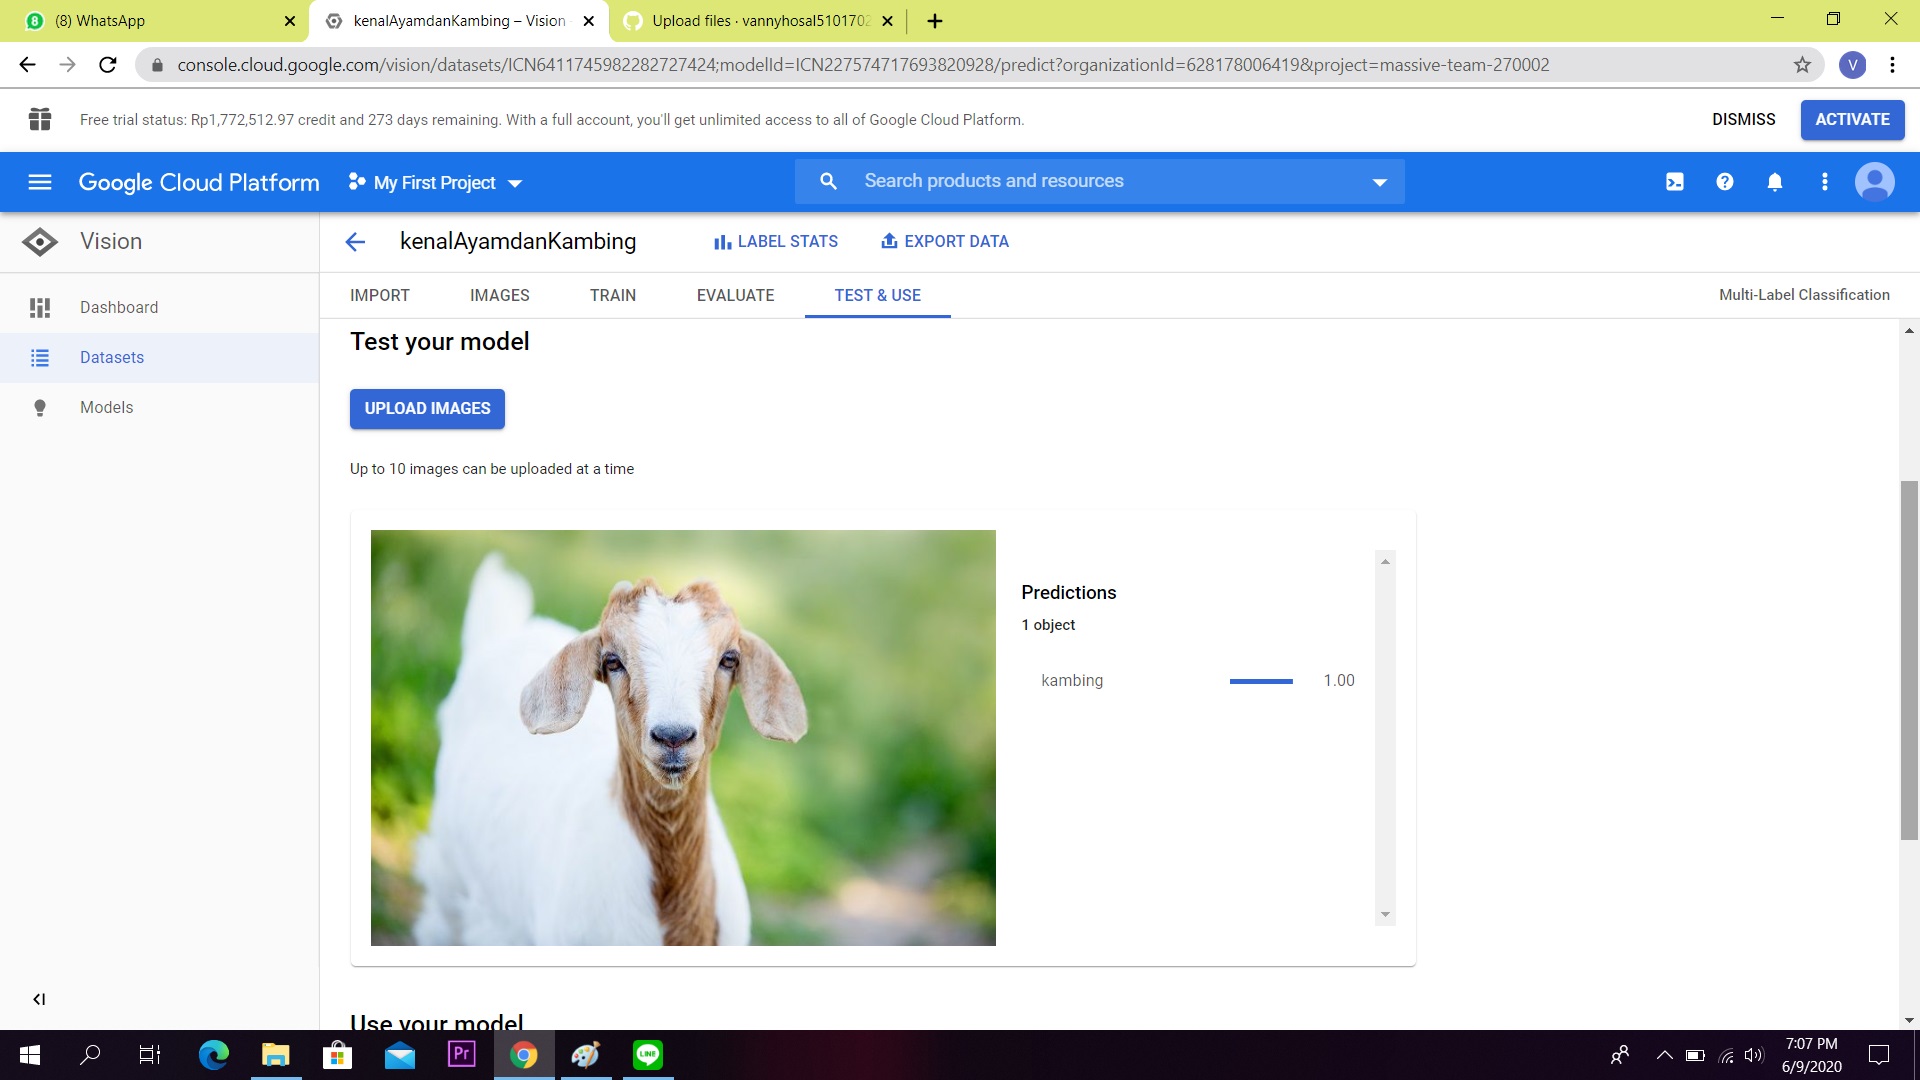 (8) WhatsApp
kenalAyamdanKambing – Vision
Upload files · vannyhosal5101702
console.cloud.google.com/vision/datasets/ICN6411745982282727424;modelId=ICN227574717693820928/predict?organizationId=628178006419&project=massive-team-270002
V
Free trial status: Rp1,772,512.97 credit and 273 days remaining. With a full account, you'll get unlimited access to all of Google Cloud Platform.
DISMISS
ACTIVATE
Google Cloud Platform
My First Project
Search products and resources
Vision
kenalAyamdanKambing
LABEL STATS
EXPORT DATA
Dashboard
Datasets
Models
IMPORT
IMAGES
TRAIN
EVALUATE
TEST & USE
Multi-Label Classification
Test your model
UPLOAD IMAGES
Up to 10 images can be uploaded at a time
Predictions
1 object
kambing
1.00
Use your model
Pr
LINE
7:07 PM
6/9/2020